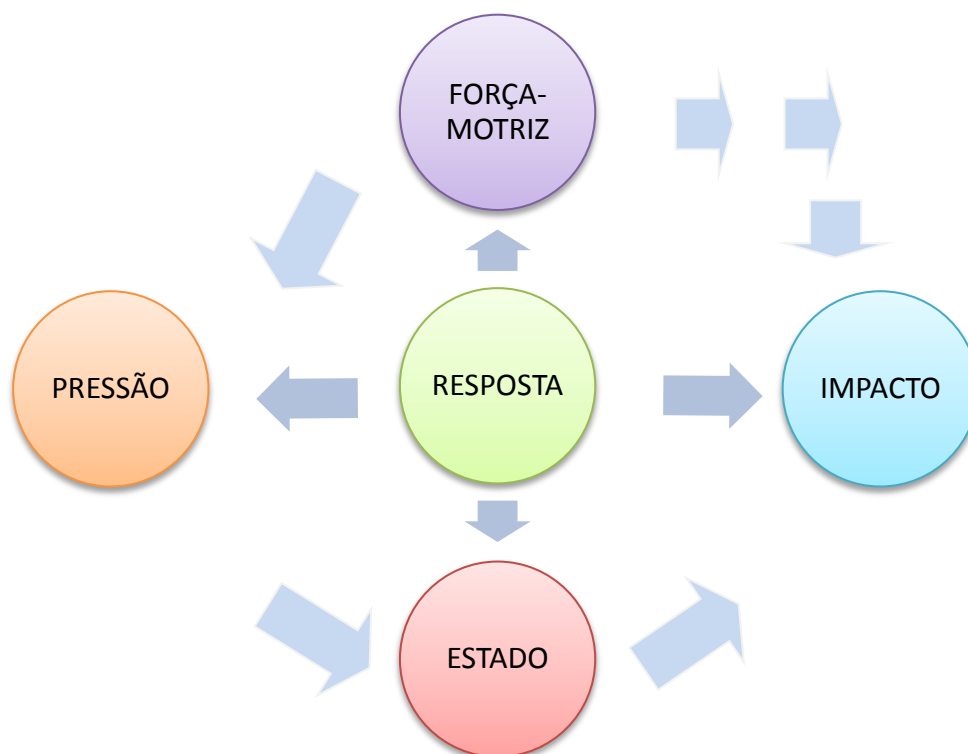 FORÇA-
MOTRIZ
PRESSÃO
RESPOSTA
IMPACTO
ESTADO